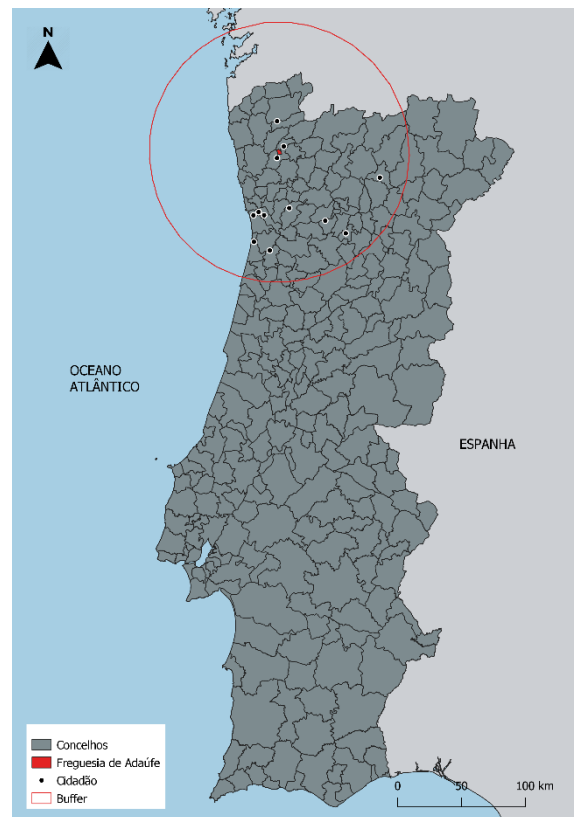 N
OCEANO
ATLÂNTICO
ESPANHA
Concelhos
Freguesia de Adaúfe
Cidadão
Buffer
0 50 100 km